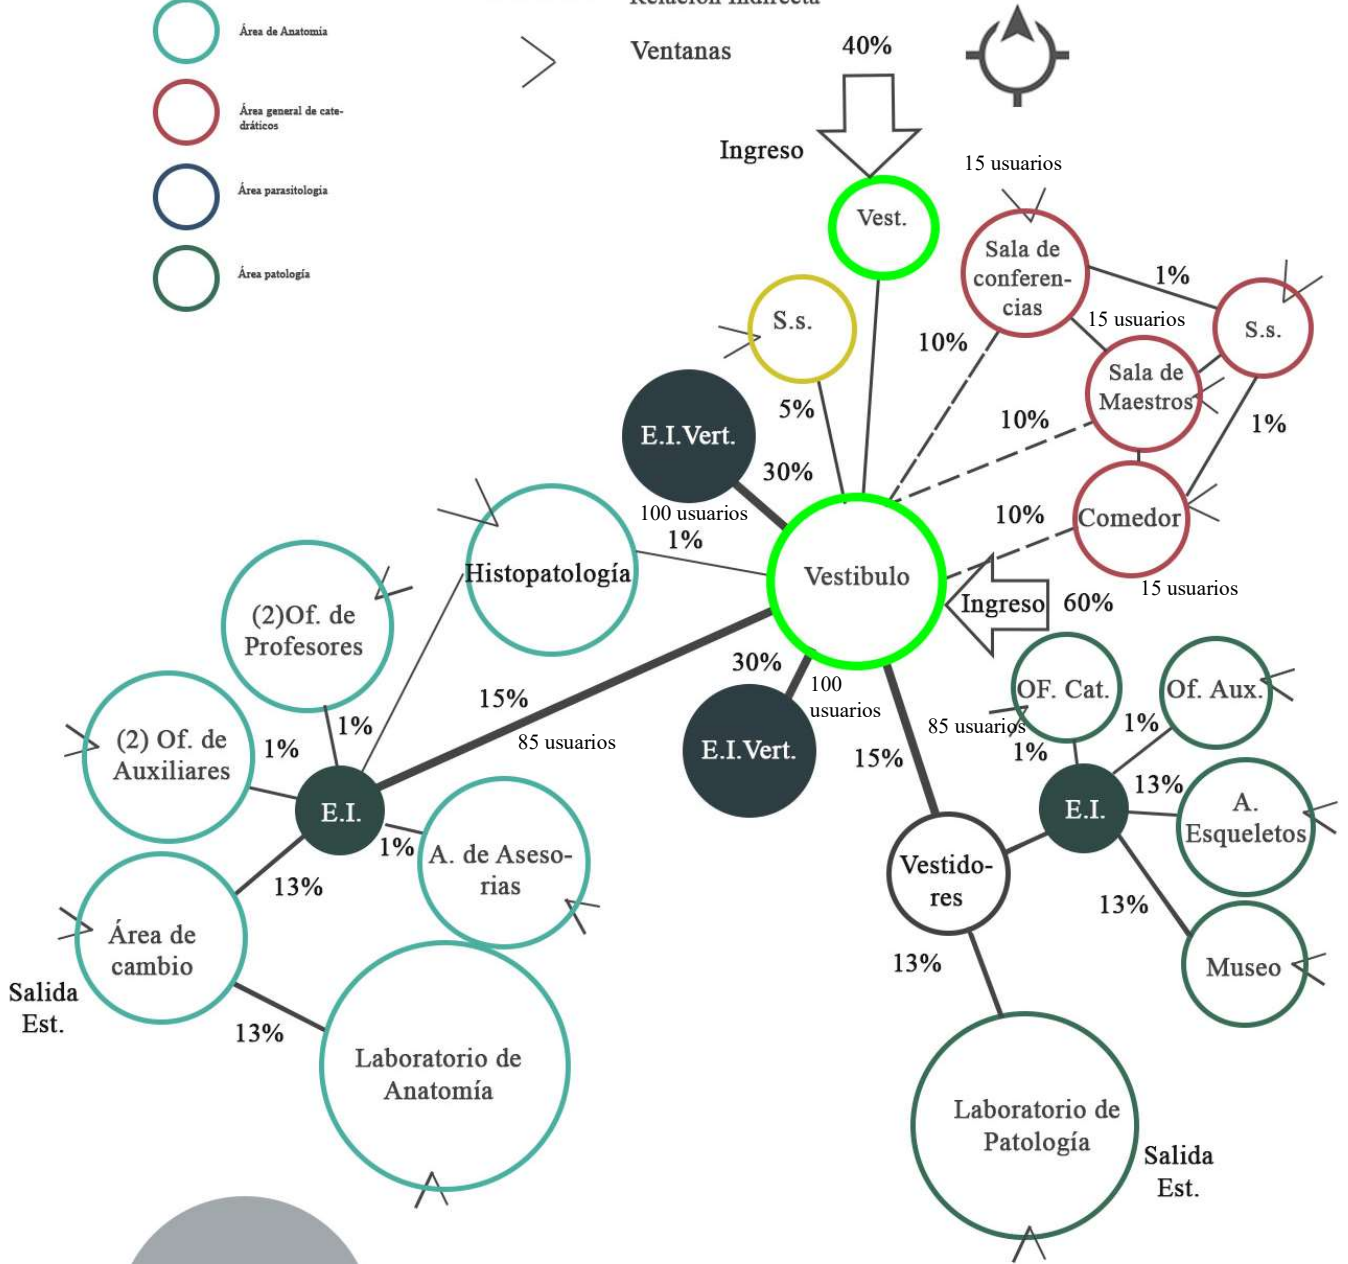 Relación Indirecta
Área de Anatomía
Ventanas
40%
Área general de cate-
dráticos
Ingreso
15 usuarios
Área parasitología
Vest.
Sala de
conferen-
cias
1%
Área patología
S.s.
15 usuarios
S.s.
10%
Sala de
Maestros
5%
10%
1%
E.I.Vert.
30%
100 usuarios
10%
Comedor
1%
Histopatología
Vestibulo
15 usuarios
Ingreso
60%
(2)Of. de
Profesores
30%
100
usuarios
OF. Cat.
Of. Aux.
15%
85 usuarios
1%
85 usuarios
1%
1%
(2) Of. de
Auxiliares
1%
E.I.Vert.
15%
13%
E.I.
E.I.
A.
Esqueletos
1%
A. de Aseso-
rias
Vestido-
res
13%
13%
Área de
cambio
13%
Museo
Salida
Est.
13%
Laboratorio de
Anatomía
Laboratorio de
Patología
Salida
Est.